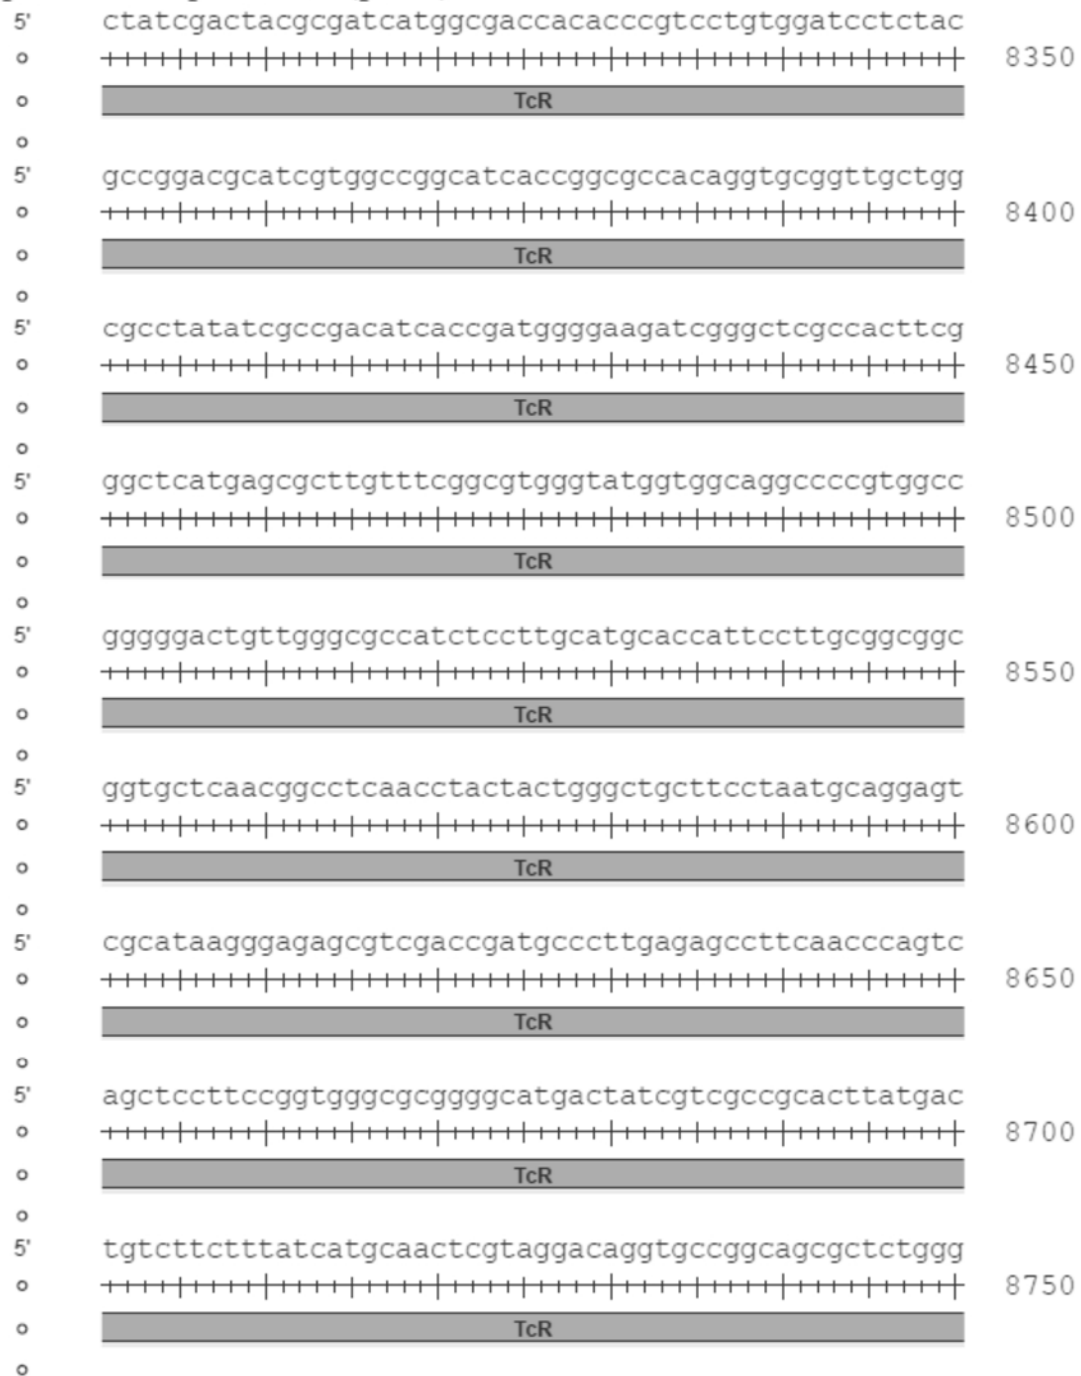 5' ctatcgactacgcgatcatggcgaccacacccgtcctgtggatcctctac
8350
TcR
5' gccggacgcatcgtggccggcatcaccggcgccacaggtgcggttgctgg
8400
TcR
5' cgcctatatcgccgacatcaccgatggggaagatcgggctcgccacttcg
8450
TcR
5' ggctcatgagcgcttgtttcggcgtgggtatggtggcaggccccgtggcc
8500
TcR
5' gggggactgttgggcgccatctccttgcatgcaccattccttgcggcggc
8550
TcR
5' ggtgctcaacggcctcaacctactactgggctgcttcctaatgcaggagt
8600
TcR
5' cgcataagggagagcgtcgaccgatgcccttgagagccttcaacccagtc
8650
TcR
5' agctccttccggtgggcgcggggcatgactatcgtcgccgcacttatgac
8700
TcR
5' tgtcttctttatcatgcaactcgtaggacaggtgccggcagcgctctggg
8750
TcR